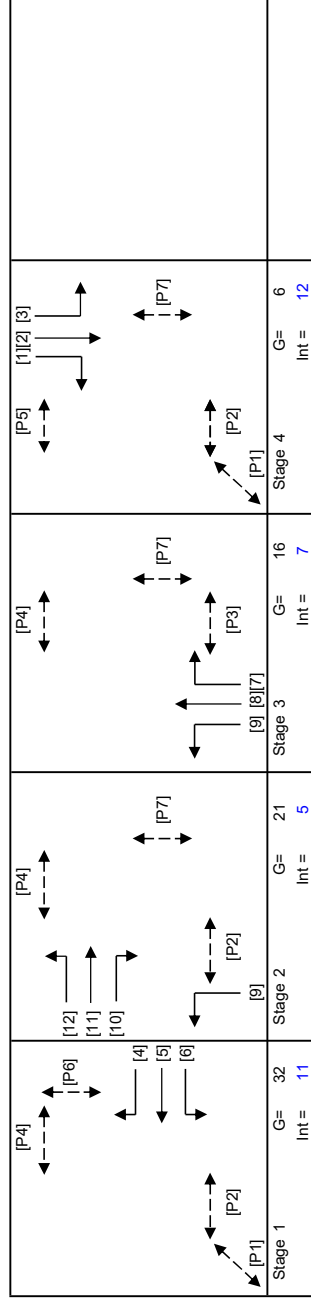 [P4]
[P6]
[4]
[5]
[6]
[P2]
[P1]
Stage 1 G= 32
Int = 11
[P4]
[12]
[11]
[10]
[P7]
[P2]
[9]
Stage 2 G= 21
Int = 5
[P4]
[P7]
[P3]
[9] [8][7]
Stage 3 G= 16
Int = 7
[P5]
[1][2] [3]
[P7]
[P2]
[P1]
Stage 4 G= 6
Int = 12